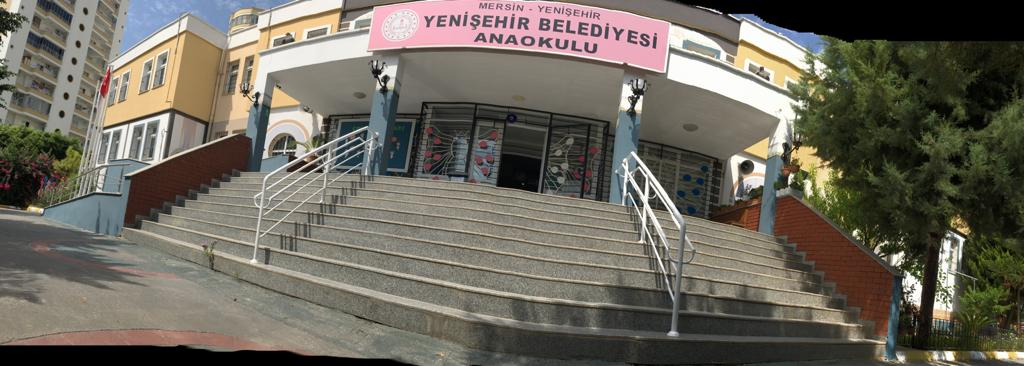 MERSİN - YENİŞEHİR
YENİŞEHİR BELEDİYESİ
ANAOKULU